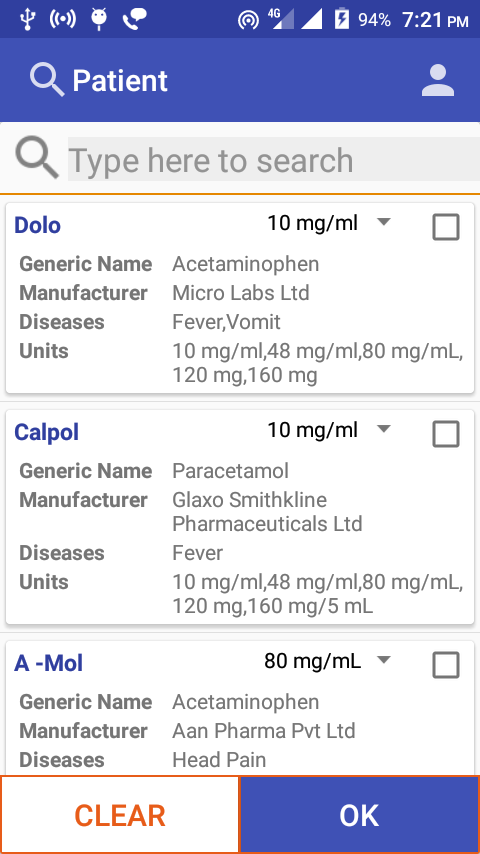 4G 94% 7:21 PM
Patient
Type here to search
Dolo 10 mg/ml
Generic Name Acetaminophen
Manufacturer Micro Labs Ltd
Diseases Fever,Vomit
Units 10 mg/ml,48 mg/ml,80 mg/mL,
120 mg,160 mg
Calpol 10 mg/ml
Generic Name Paracetamol
Manufacturer Glaxo Smithkline
Pharmaceuticals Ltd
Diseases Fever
Units 10 mg/ml,48 mg/ml,80 mg/mL,
120 mg,160 mg/5 mL
A -Mol 80 mg/mL
Generic Name Acetaminophen
Manufacturer Aan Pharma Pvt Ltd
Diseases Head Pain
CLEAR OK